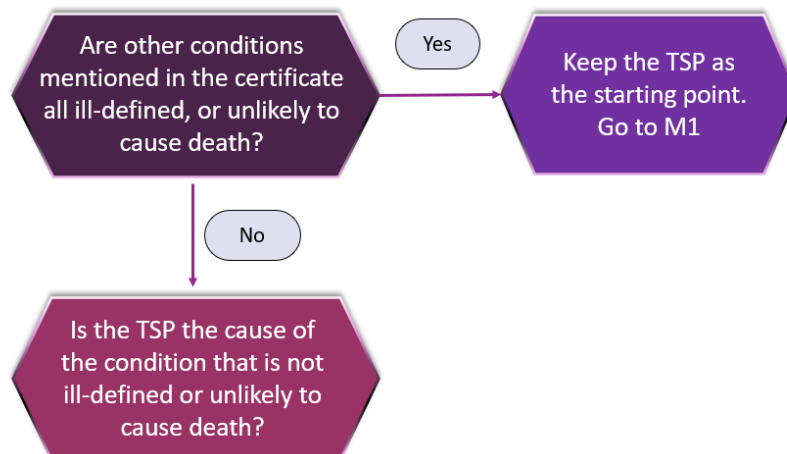 Are other conditions
mentioned in the certificate
all ill-defined, or unlikely to
cause death?
Yes
Keep the TSP as
the starting point.
Go to M1
No
Is the TSP the cause of
the condition that is not
ill-defined or unlikely to
cause death?